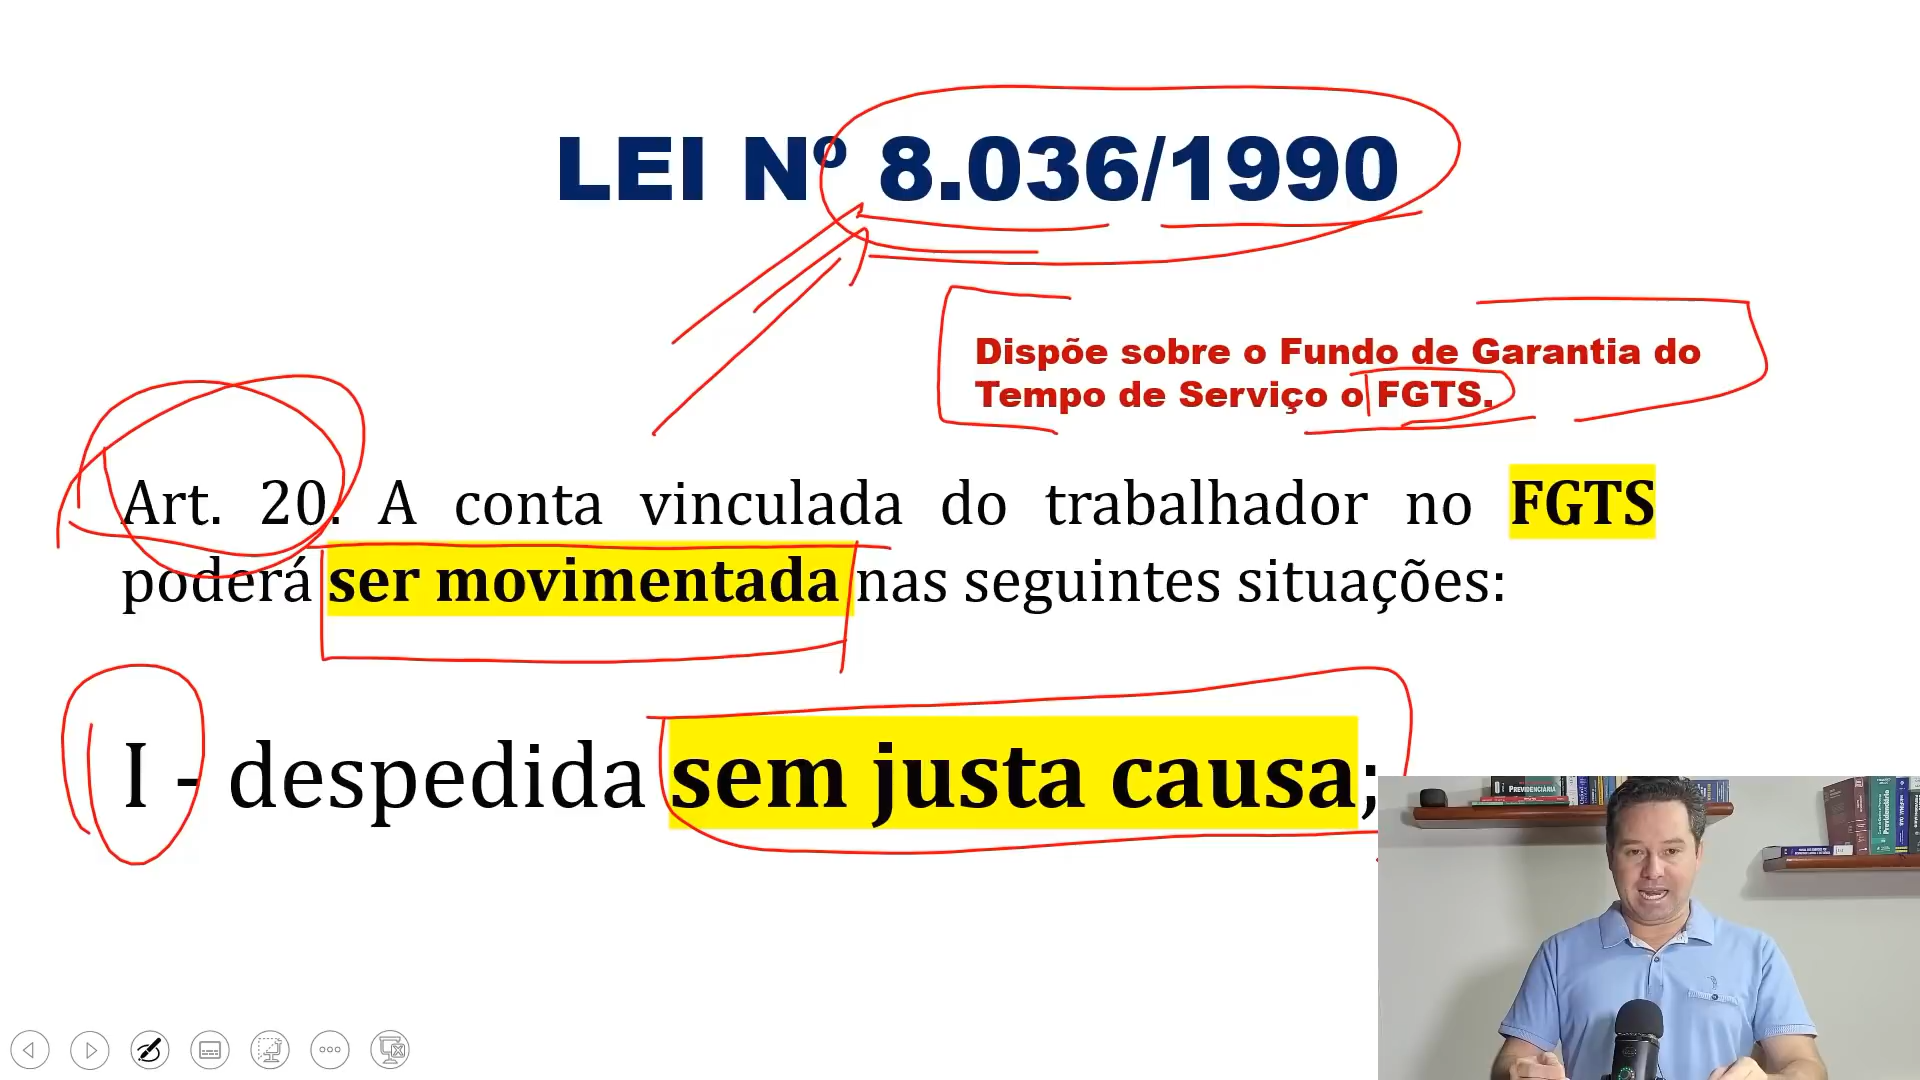 LEI Nº 8.036/1990
Dispõe sobre o Fundo de Garantia do
Tempo de Serviço o FGTS.
Art. 20. A conta vinculada do trabalhador no FGTS
poderá ser movimentada nas seguintes situações:
I - despedida sem justa causa;
PREVIDENCIÁRIA